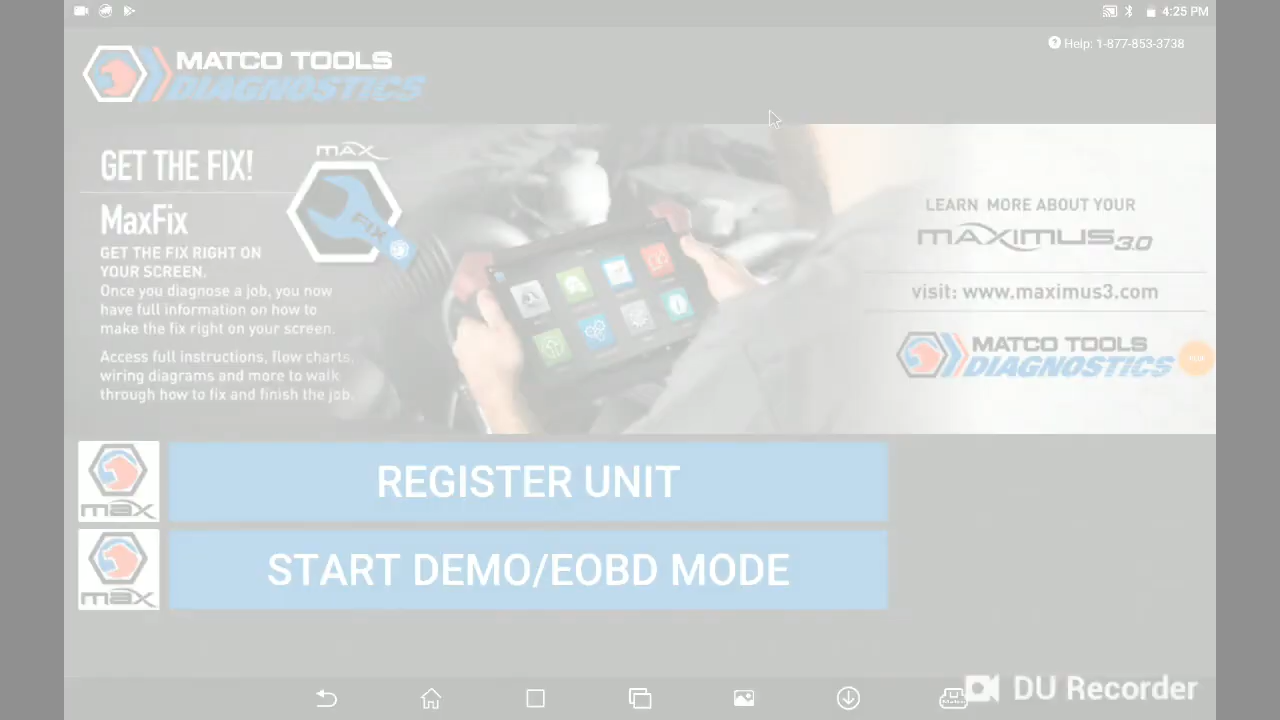 4:25 PM
Help: 1-877-853-3738
MATCO TOOLS
DIAGNOSTICS
GET THE FIX!
max
FIX
MaxFix
GET THE FIX RIGHT ON
YOUR SCREEN.
Once you diagnose a job, you now
have full information on how to
make the fix right on your screen.
Access full instructions, flow charts,
wiring diagrams and more to walk
through how to fix and finish the job.
LEARN MORE ABOUT YOUR
MAXIMUS 3.0
visit: www.maximus3.com
MATCO TOOLS
DIAGNOSTICS
max
REGISTER UNIT
max
START DEMO/EOBD MODE
DU Recorder